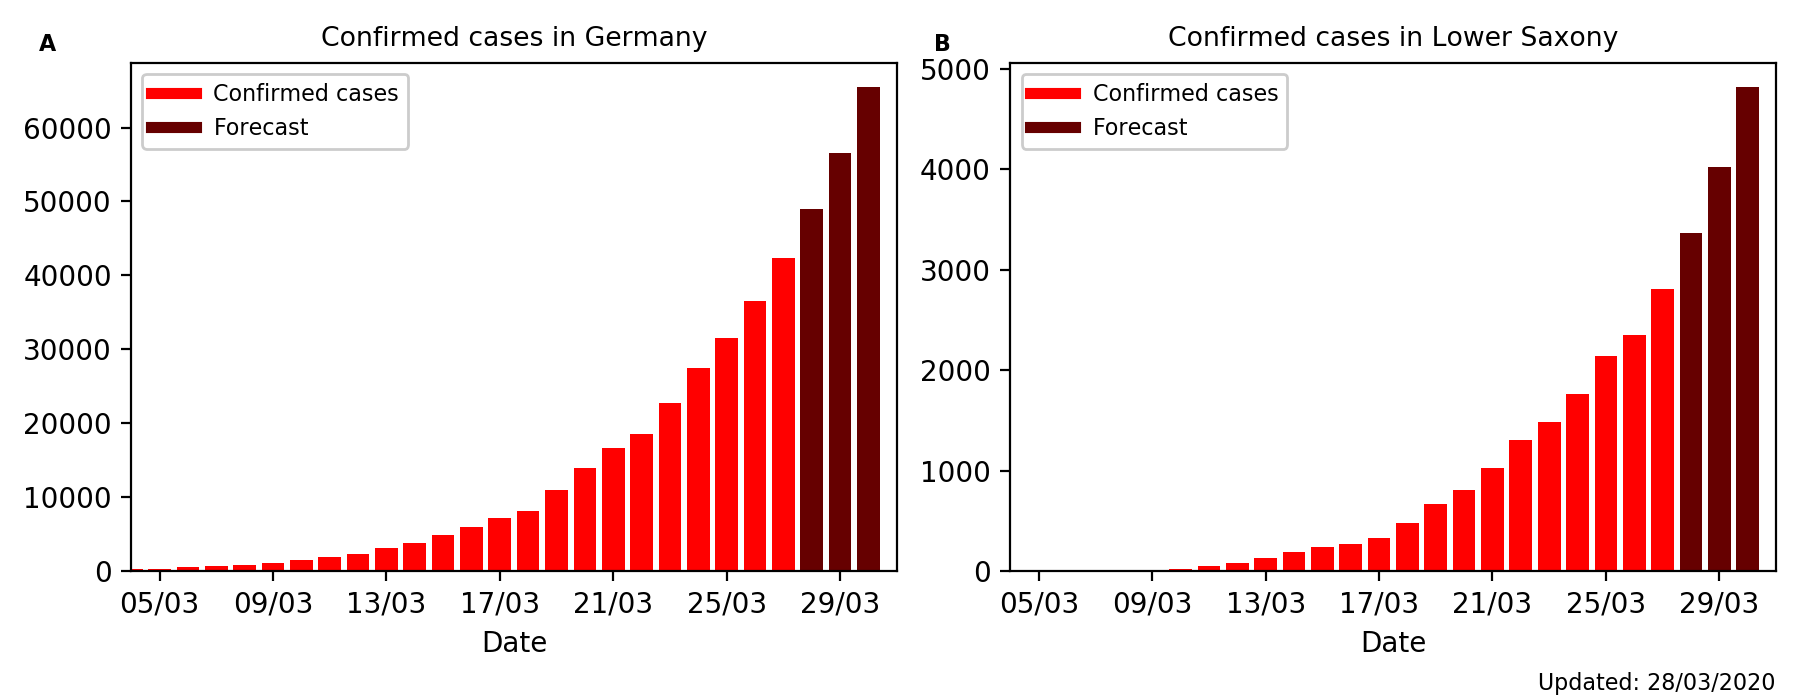 A
Confirmed cases in Germany
Confirmed cases
Forecast
60000
50000
40000
30000
20000
10000
0
05/03 09/03 13/03 17/03 21/03 25/03 29/03
Date
B
Confirmed cases in Lower Saxony
Confirmed cases
Forecast
5000
4000
3000
2000
1000
0
05/03 09/03 13/03 17/03 21/03 25/03 29/03
Date
Updated: 28/03/2020